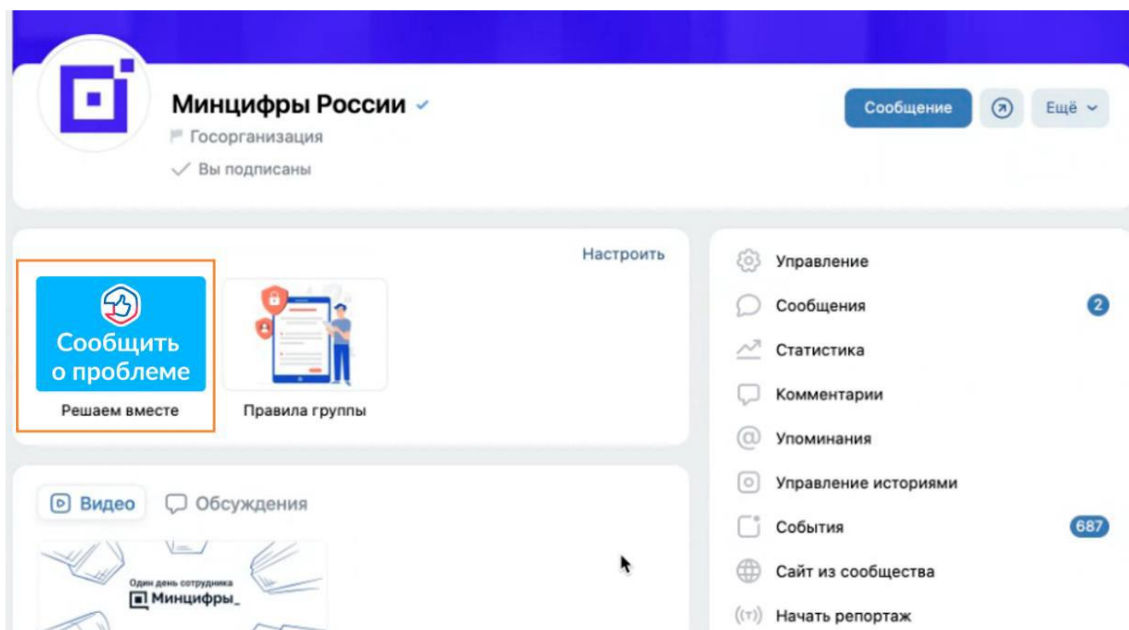 Минцифры России
Госорганизация
Вы подписаны
Сообщение
Ещё
Настроить
Сообщить
о проблеме
Решаем вместе
Правила группы
Видео
Обсуждения
Один день сотрудника
Минцифры_
Управление
Сообщения 2
Статистика
Комментарии
Упоминания
Управление историями
События 687
Сайт из сообщества
Начать репортаж